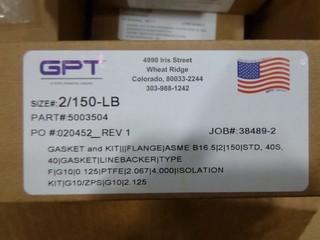 GPT
4990 Iris Street
Wheat Ridge
Colorado, 80033-2244
303-988-1242
SIZE#:2/150-LB
PART#:5003504
PO #:020452_ REV 1 JOB#:38489-2
GASKET and KIT|||FLANGE|ASME B16.5|2|150|STD, 40S,
40|GASKET|LINEBACKER|TYPE
F|G10|0.125|PTFE|2.067|4.000|ISOLATION
KIT|G10/ZPS|G10|2.125